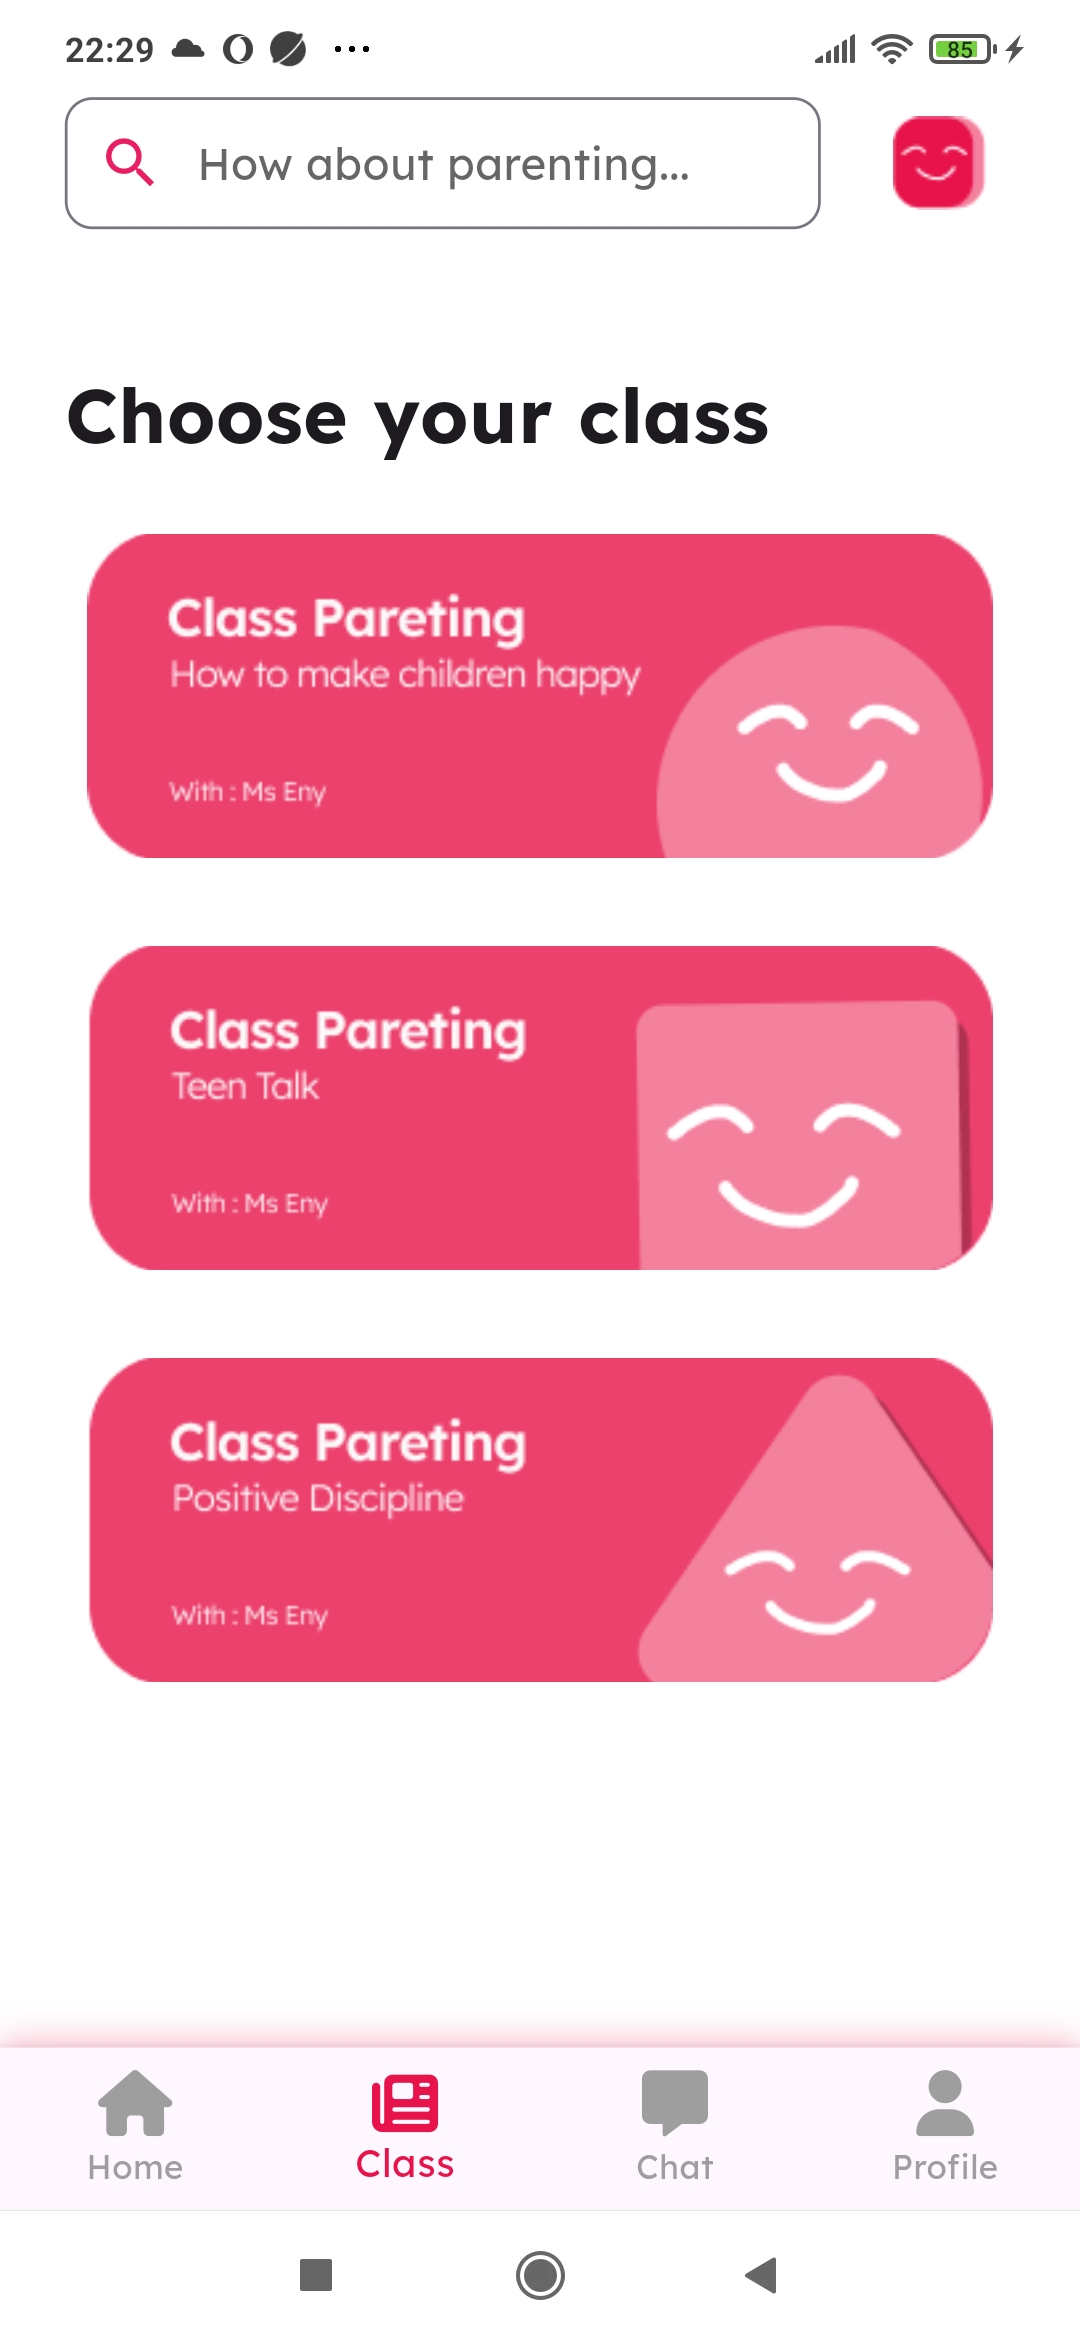 22:29
85
How about parenting...
Choose your class
Class Pareting
How to make children happy
With : Ms Eny
Class Pareting
Teen Talk
With : Ms Eny
Class Pareting
Positive Discipline
With : Ms Eny
Home
Class
Chat
Profile